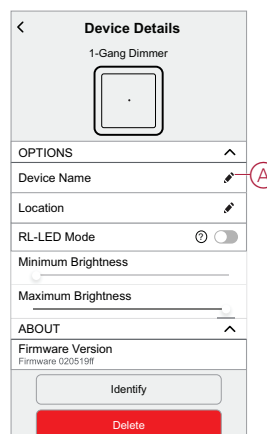 Device Details
1-Gang Dimmer
OPTIONS
Device Name
A
Location
RL-LED Mode ?
Minimum Brightness
Maximum Brightness
ABOUT
Firmware Version
Firmware 020519ff
Identify
Delete